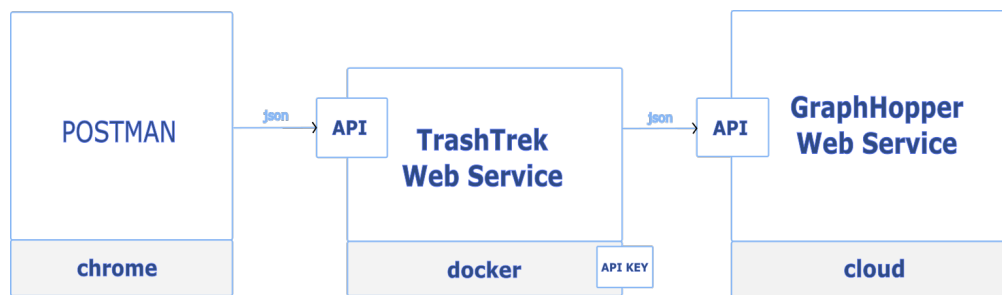 POSTMAN
chrome
json
API
TrashTrek
Web Service
docker
API KEY
json
API
GraphHopper
Web Service
cloud